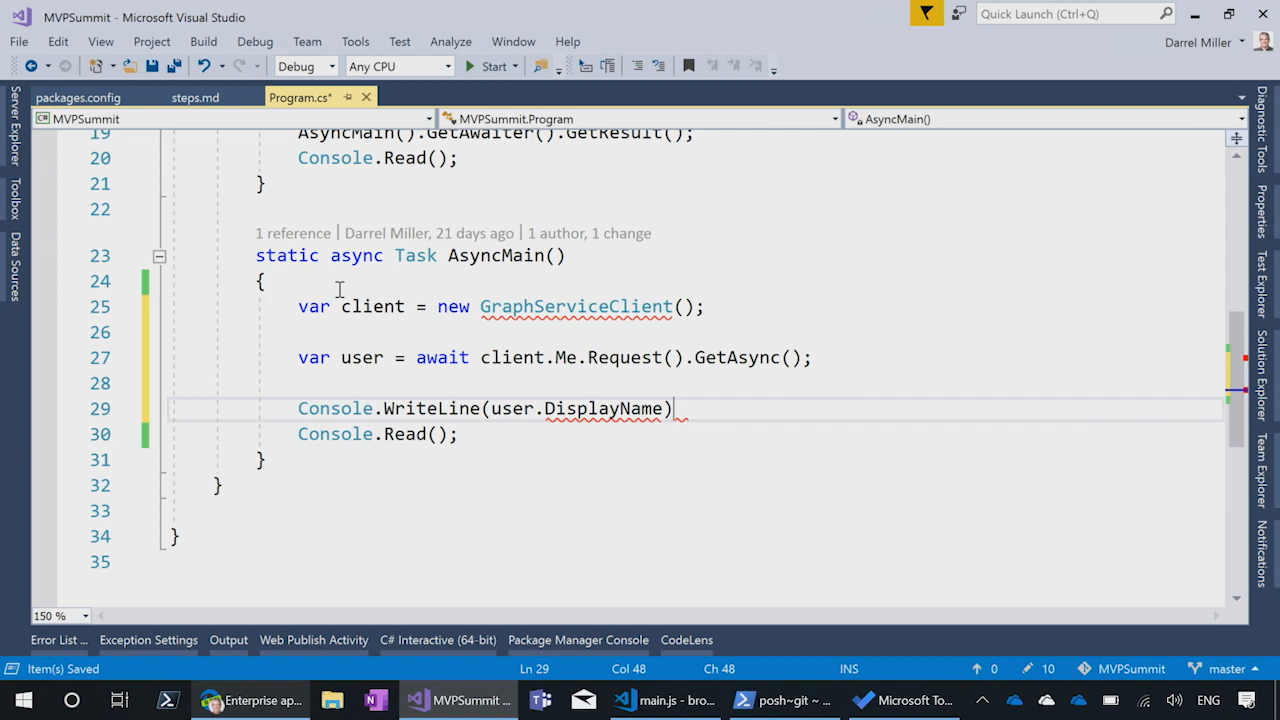 MVPSummit - Microsoft Visual Studio
Quick Launch (Ctrl+Q)
File Edit View Project Build Debug Team Tools Test Analyze Window Help
Darrel Miller
Debug Any CPU Start
packages.config steps.md Program.cs*
MVPSummit MVPSummit.Program AsyncMain()
19 AsyncMain().GetAwaiter().GetResult();
20 Console.Read();
21 }
22
1 reference | Darrel Miller, 21 days ago | 1 author, 1 change
23 static async Task AsyncMain()
24 {
25 var client = new GraphServiceClient();
26
27 var user = await client.Me.Request().GetAsync();
28
29 Console.WriteLine(user.DisplayName)
30 Console.Read();
31 }
32 }
33
34 }
35
150 %
Server Explorer
Toolbox
Data Sources
Diagnostic Tools
Properties
Test Explorer
Solution Explorer
Team Explorer
Notifications
Error List ... Exception Settings Output Web Publish Activity C# Interactive (64-bit) Package Manager Console CodeLens
Item(s) Saved Ln 29 Col 48 Ch 48 INS 0 10 MVPSummit master
Enterprise ap... MVPSummit ... main.js - bro... posh~git ~ ... Microsoft To... ENG 9:19 AM